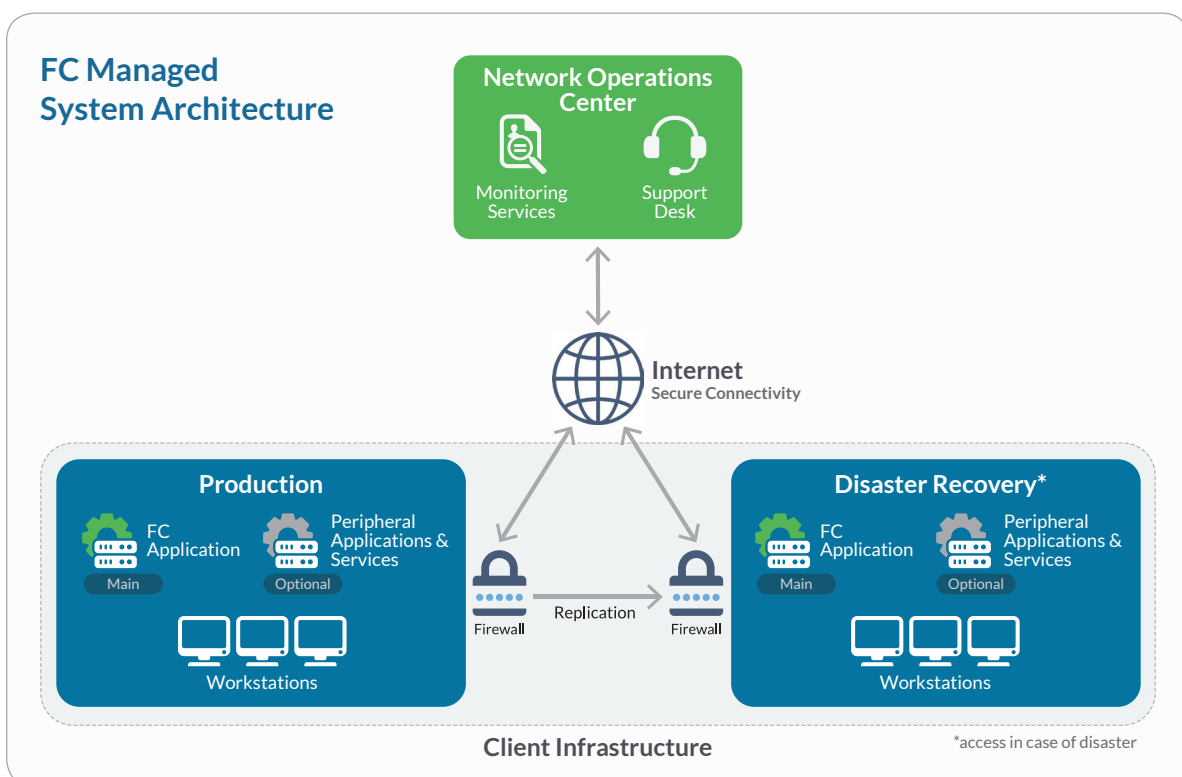 FC Managed
System Architecture
Network Operations
Center
Monitoring
Services
Support
Desk
Internet
Secure Connectivity
Production
FC
Application
Main
Peripheral
Applications &
Services
Optional
Workstations
Firewall
Replication
Firewall
Disaster Recovery*
FC
Application
Main
Peripheral
Applications &
Services
Optional
Workstations
Client Infrastructure
*access in case of disaster